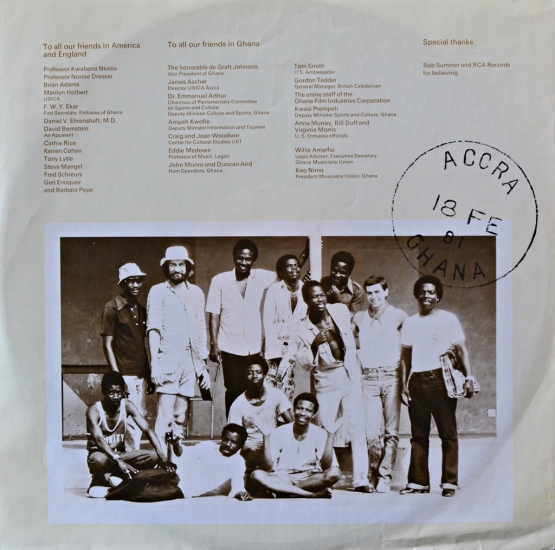 To all our friends in America
and England
Professor Kwabena Nketia
Professor Norine Dresser
Brian Adams
Marilyn Holbert
USICA
F. W. Y. Ekar
First Secretary, Embassy of Ghana
Daniel V. Ehrensaft, M.D.
David Bernstein
Air Apparent
Cathie Rica
Keren Cohen
Tony Lytle
Steve Mangel
Fred Schreurs
Geri Enriquez
and Barbara Pepe
To all our friends in Ghana
The honorable de Graft Johnson
Vice President of Ghana
James Ascher
Director USICA Accra
Dr. Emmanuel Arthur
Chairman of Parliamentary Committee
on Sports and Culture
Deputy Minister Culture and Sports, Ghana
Ampah Kwofie
Deputy Minister Information and Tourism
Craig and Joan Woodson
Center for Cultural Studies UST
Eddie Medows
Professor of Music, Legon
John Munro and Duncan Aird
Ham Operators, Ghana
Tom Smith
U.S. Ambassador
Gordon Tedder
General Manager, British Caledonian
The entire staff of the
Ghana Film Industries Corporation
Kwesi Prempeh
Deputy Minister Sports and Culture, Ghana
Anne Murray, Bill Duff and
Virginia Morris
U.S. Embassy officials
Willie Amarfio
Legal Advisor, Executive Secretary
Ghana Musicians Union
Koo Nimo
President Musicians Union, Ghana
Special thanks
Bob Summer and RCA Records
for believing
ACCRA
18 FE
81
GHANA